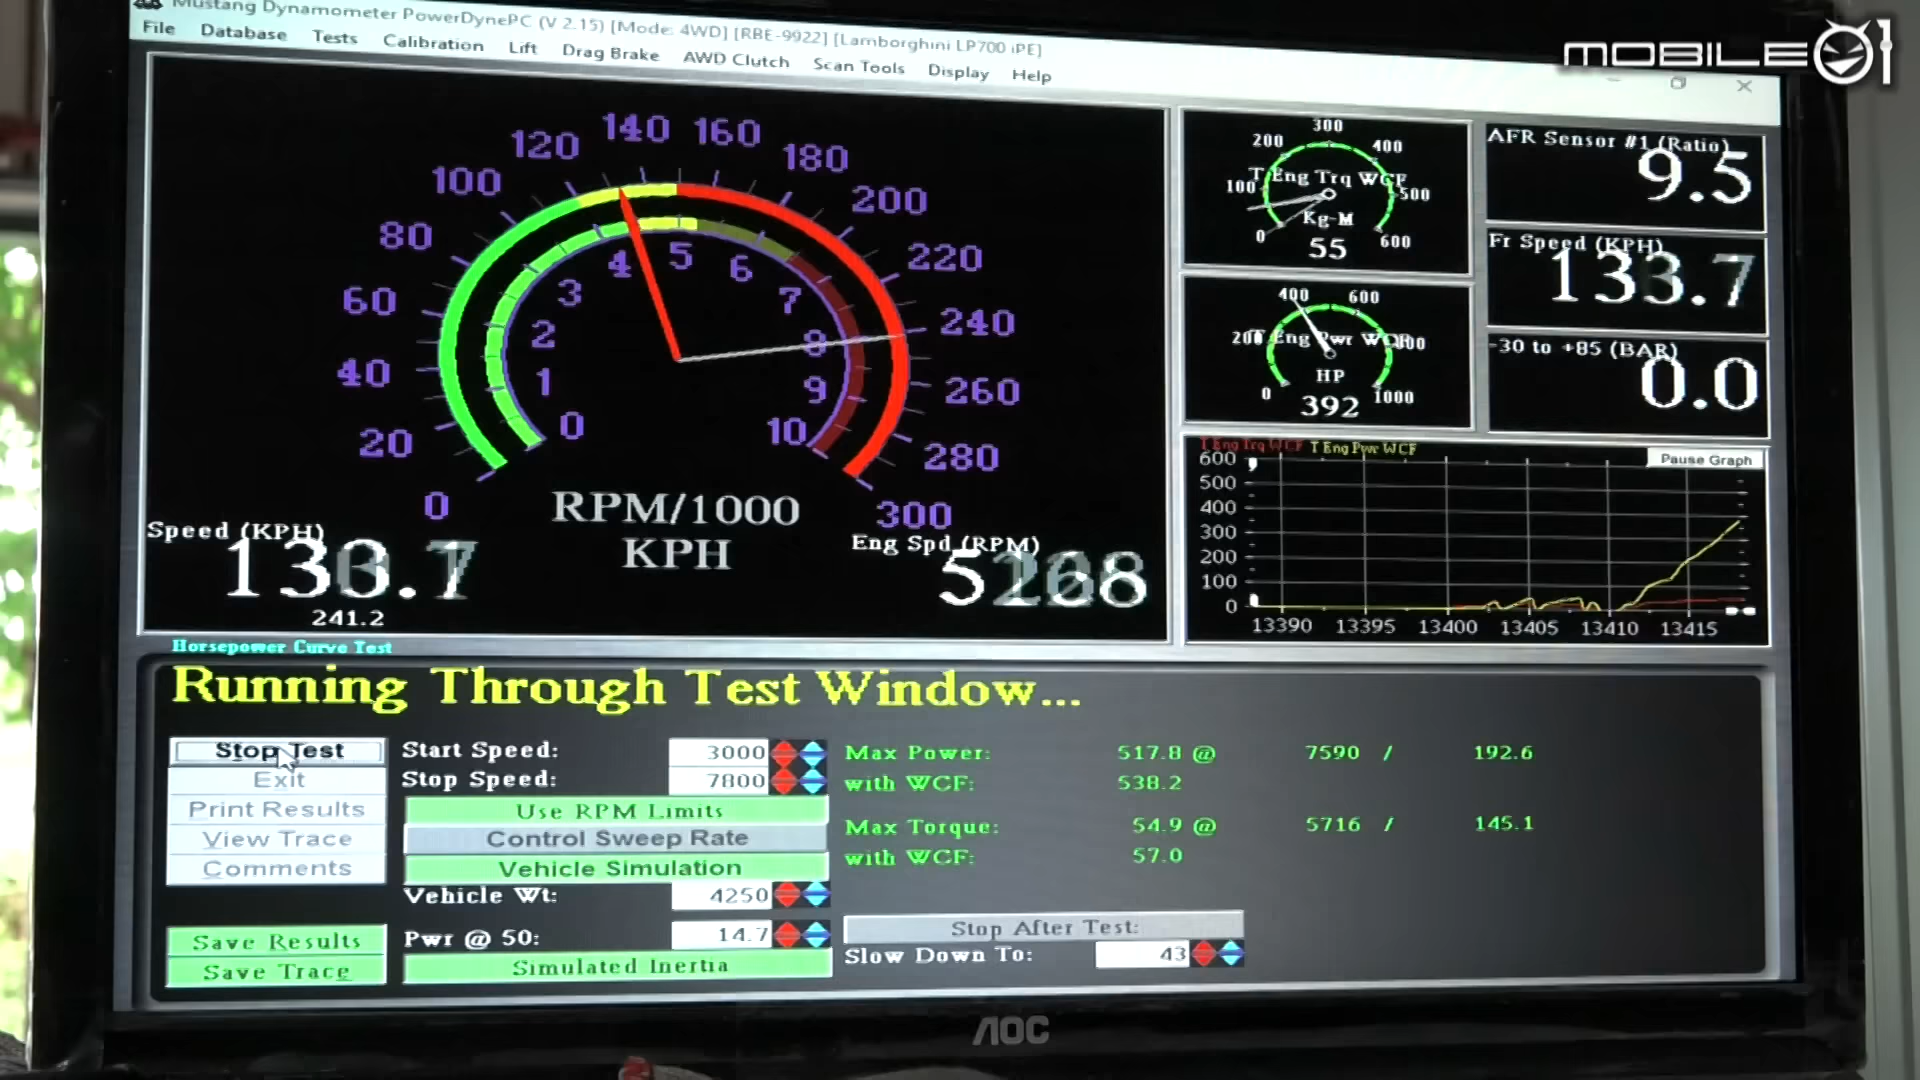 Mustang Dynamometer PowerDynePC (V 2.15) [Mode: 4WD] [RBE-9922] [Lamborghini LP700 iPE]
MOBILE01
File Database Tests Calibration Lift Drag Brake AWD Clutch Scan Tools Display Help
0 20 40 60 80 100 120 140 160 180 200 220 240 260 280 300
0 1 2 3 4 5 6 7 8 9 10
RPM/1000
KPH
Speed (KPH)
241.2
Eng Spd (RPM)
0 100 200 300 400 500 600
T Eng Trq WCF
Kg-M
55
0 200 400 600 800 1000
T Eng Pwr WCF
HP
392
AFR Sensor #1 (Ratio)
9.5
Fr Speed (KPH)
133.7
-30 to +85 (BAR)
0.0
T Eng Trq WCF T Eng Pwr WCF
Pause Graph
600
500
400
300
200
100
0
13390 13395 13400 13405 13410 13415
Horsepower Curve Test
Running Through Test Window...
Stop Test
Exit
Print Results
View Trace
Comments
Save Results
Save Trace
Start Speed: 3000
Stop Speed: 7800
Use RPM Limits
Control Sweep Rate
Vehicle Simulation
Vehicle Wt: 4250
Pwr @ 50: 14.7
Simulated Inertia
Max Power: 517.8 @ 7590 / 192.6
with WCF: 538.2
Max Torque: 54.9 @ 5716 / 145.1
with WCF: 57.0
Stop After Test:
Slow Down To: 43
AOC